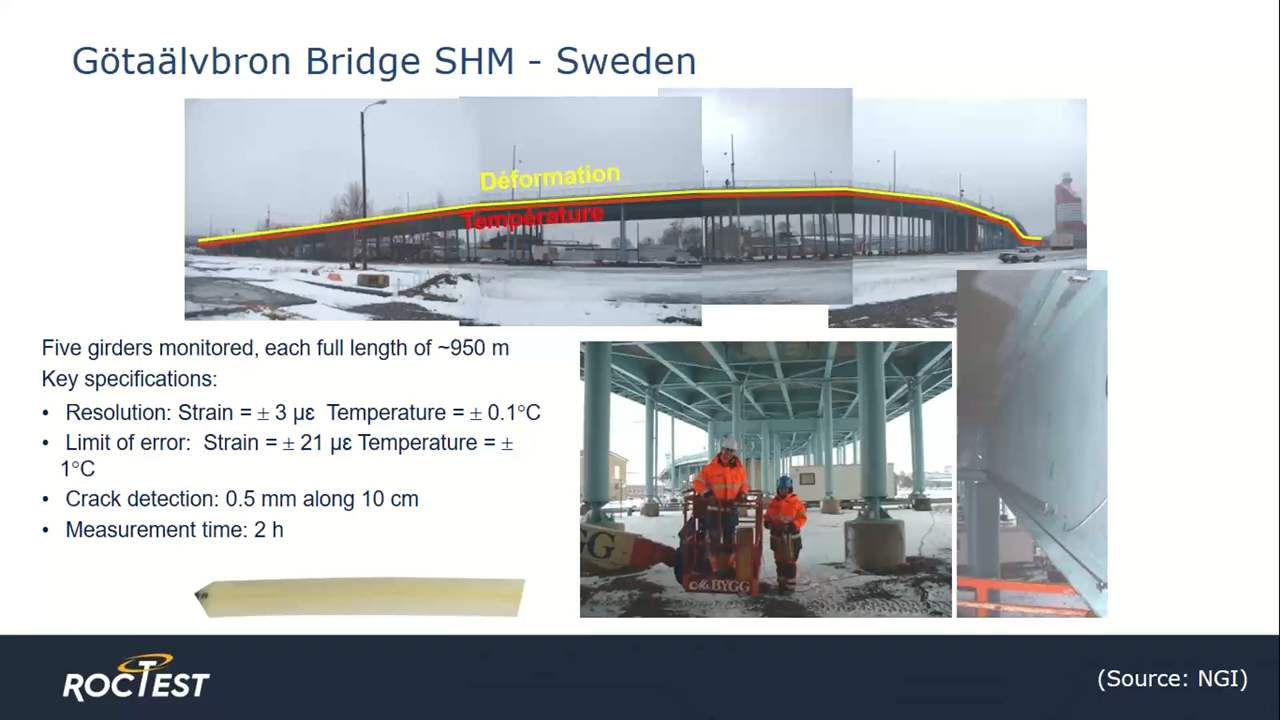 Götaälvbron Bridge SHM - Sweden
Déformation
Température
Five girders monitored, each full length of ~950 m
Key specifications:
• Resolution: Strain = ± 3 µε Temperature = ± 0.1°C
• Limit of error: Strain = ± 21 µε Temperature = ±
1°C
• Crack detection: 0.5 mm along 10 cm
• Measurement time: 2 h
BYGG
ROCTEST
(Source: NGI)